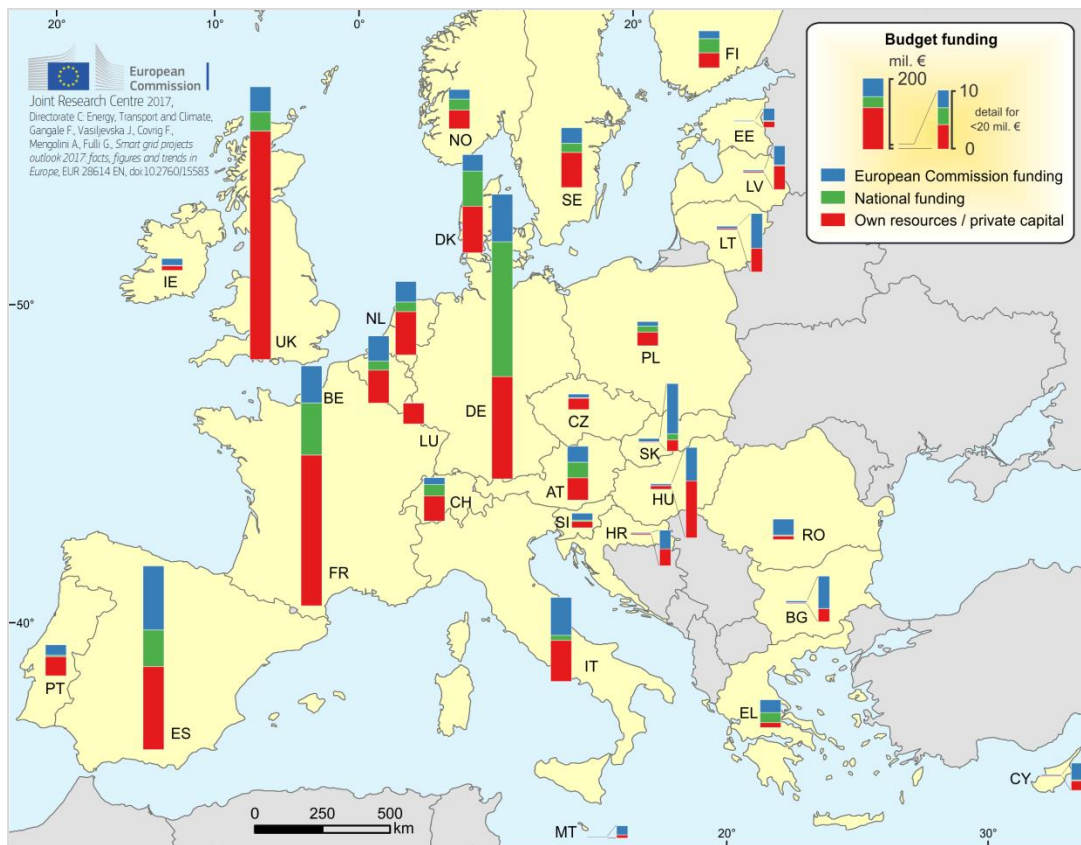 20°
10°
0°
20°
European
Commission
Joint Research Centre 2017,
Directorate C: Energy, Transport and Climate,
Gangale F., Vasiljevska J., Covrig F.,
Mengolini A., Fulli G., Smart grid projects
outlook 2017: facts, figures and trends in
Europe, EUR 28614 EN, doi:10.2760/15583
Budget funding
mil. €
200
10
detail for
<20 mil. €
0
0
European Commission funding
National funding
Own resources / private capital
FI
NO
EE
SE
LV
DK
LT
IE
50°
NL
UK
PL
BE
DE
LU
CZ
SK
CH
AT
HU
SI
HR
RO
FR
40°
BG
PT
IT
ES
EL
CY
0
250
500
km
MT
20°
30°